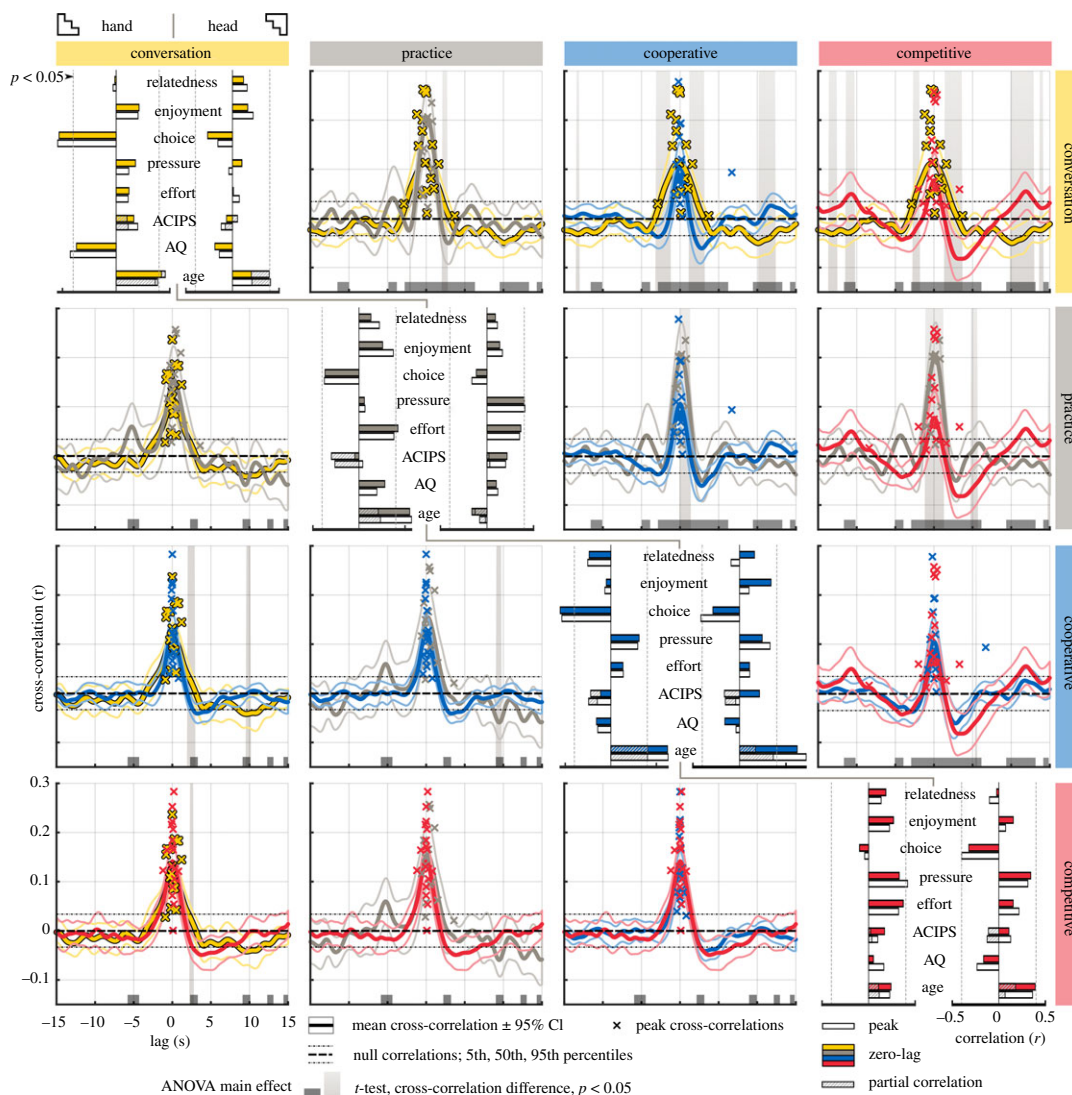 hand head
conversation practice cooperative competitive
p < 0.05
relatedness
enjoyment
choice
pressure
effort
ACIPS
AQ
age
conversation
relatedness
enjoyment
choice
pressure
effort
ACIPS
AQ
age
practice
relatedness
enjoyment
choice
pressure
effort
ACIPS
AQ
age
cooperative
cross-correlation (r)
0.3
0.2
0.1
0
–0.1
relatedness
enjoyment
choice
pressure
effort
ACIPS
AQ
age
competitive
–15 –10 –5 0 5 10 15
lag (s)
–0.5 0 0.5
correlation (r)
mean cross-correlation ± 95% CI
peak cross-correlations
null correlations; 5th, 50th, 95th percentiles
ANOVA main effect
t-test, cross-correlation difference, p < 0.05
peak
zero-lag
partial correlation